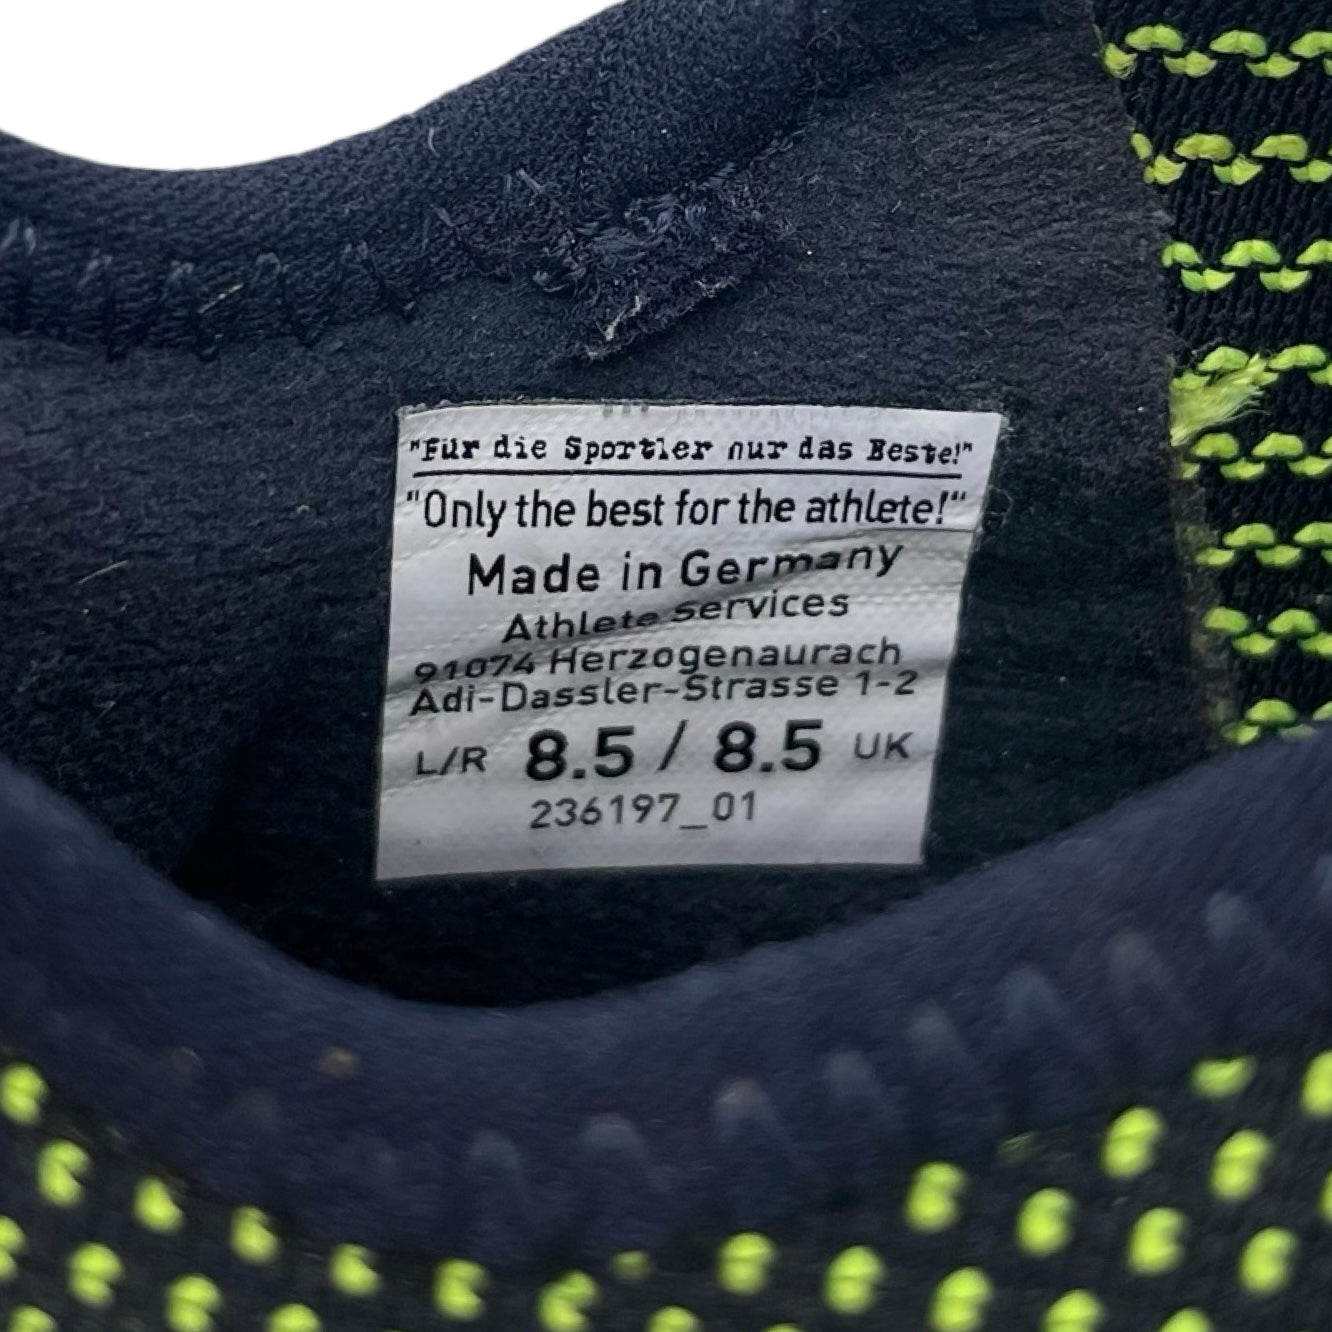 "Für die Sportler nur das Beste!"
"Only the best for the athlete!"
Made in Germany
Athlete Services
91074 Herzogenaurach
Adi-Dassler-Strasse 1-2
L/R 8.5 / 8.5 UK
236197_01